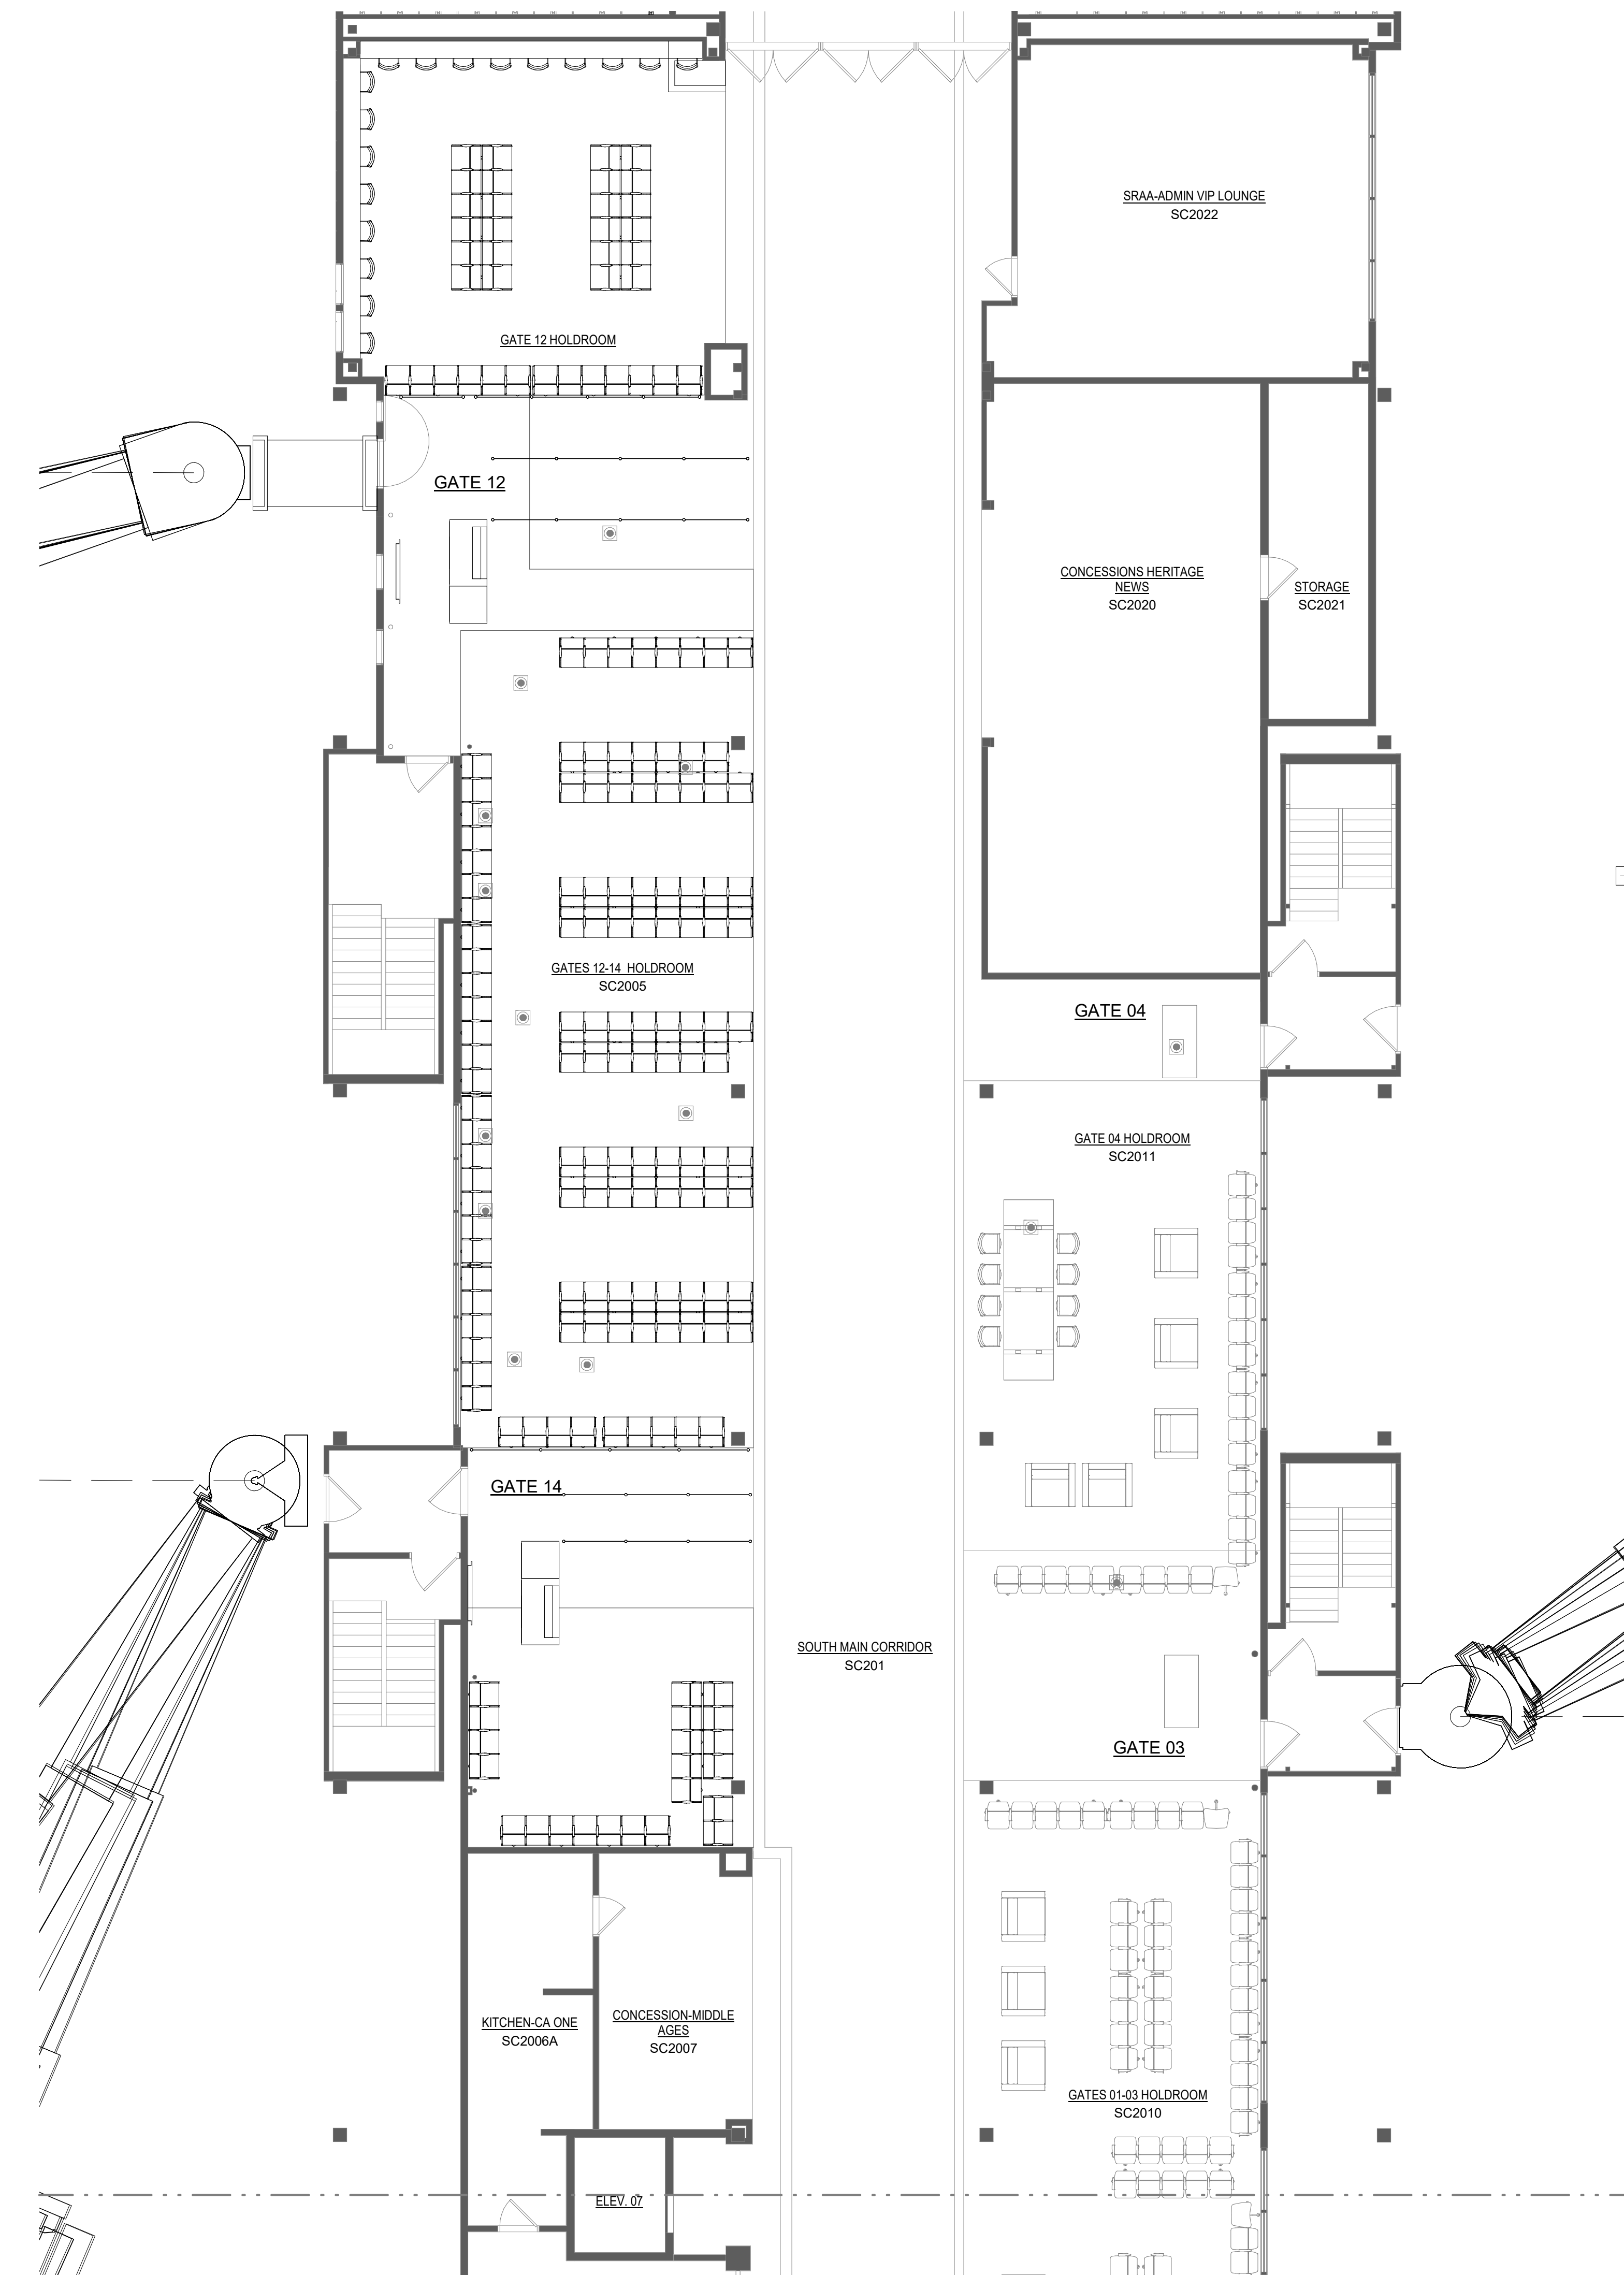 SRAA-ADMIN VIP LOUNGE
SC2022
GATE 12 HOLDROOM
GATE 12
CONCESSIONS HERITAGE
NEWS
SC2020
STORAGE
SC2021
GATES 12-14 HOLDROOM
SC2005
GATE 04
GATE 04 HOLDROOM
SC2011
GATE 14
SOUTH MAIN CORRIDOR
SC201
GATE 03
KITCHEN-CA ONE
SC2006A
CONCESSION-MIDDLE
AGES
SC2007
GATES 01-03 HOLDROOM
SC2010
ELEV. 07